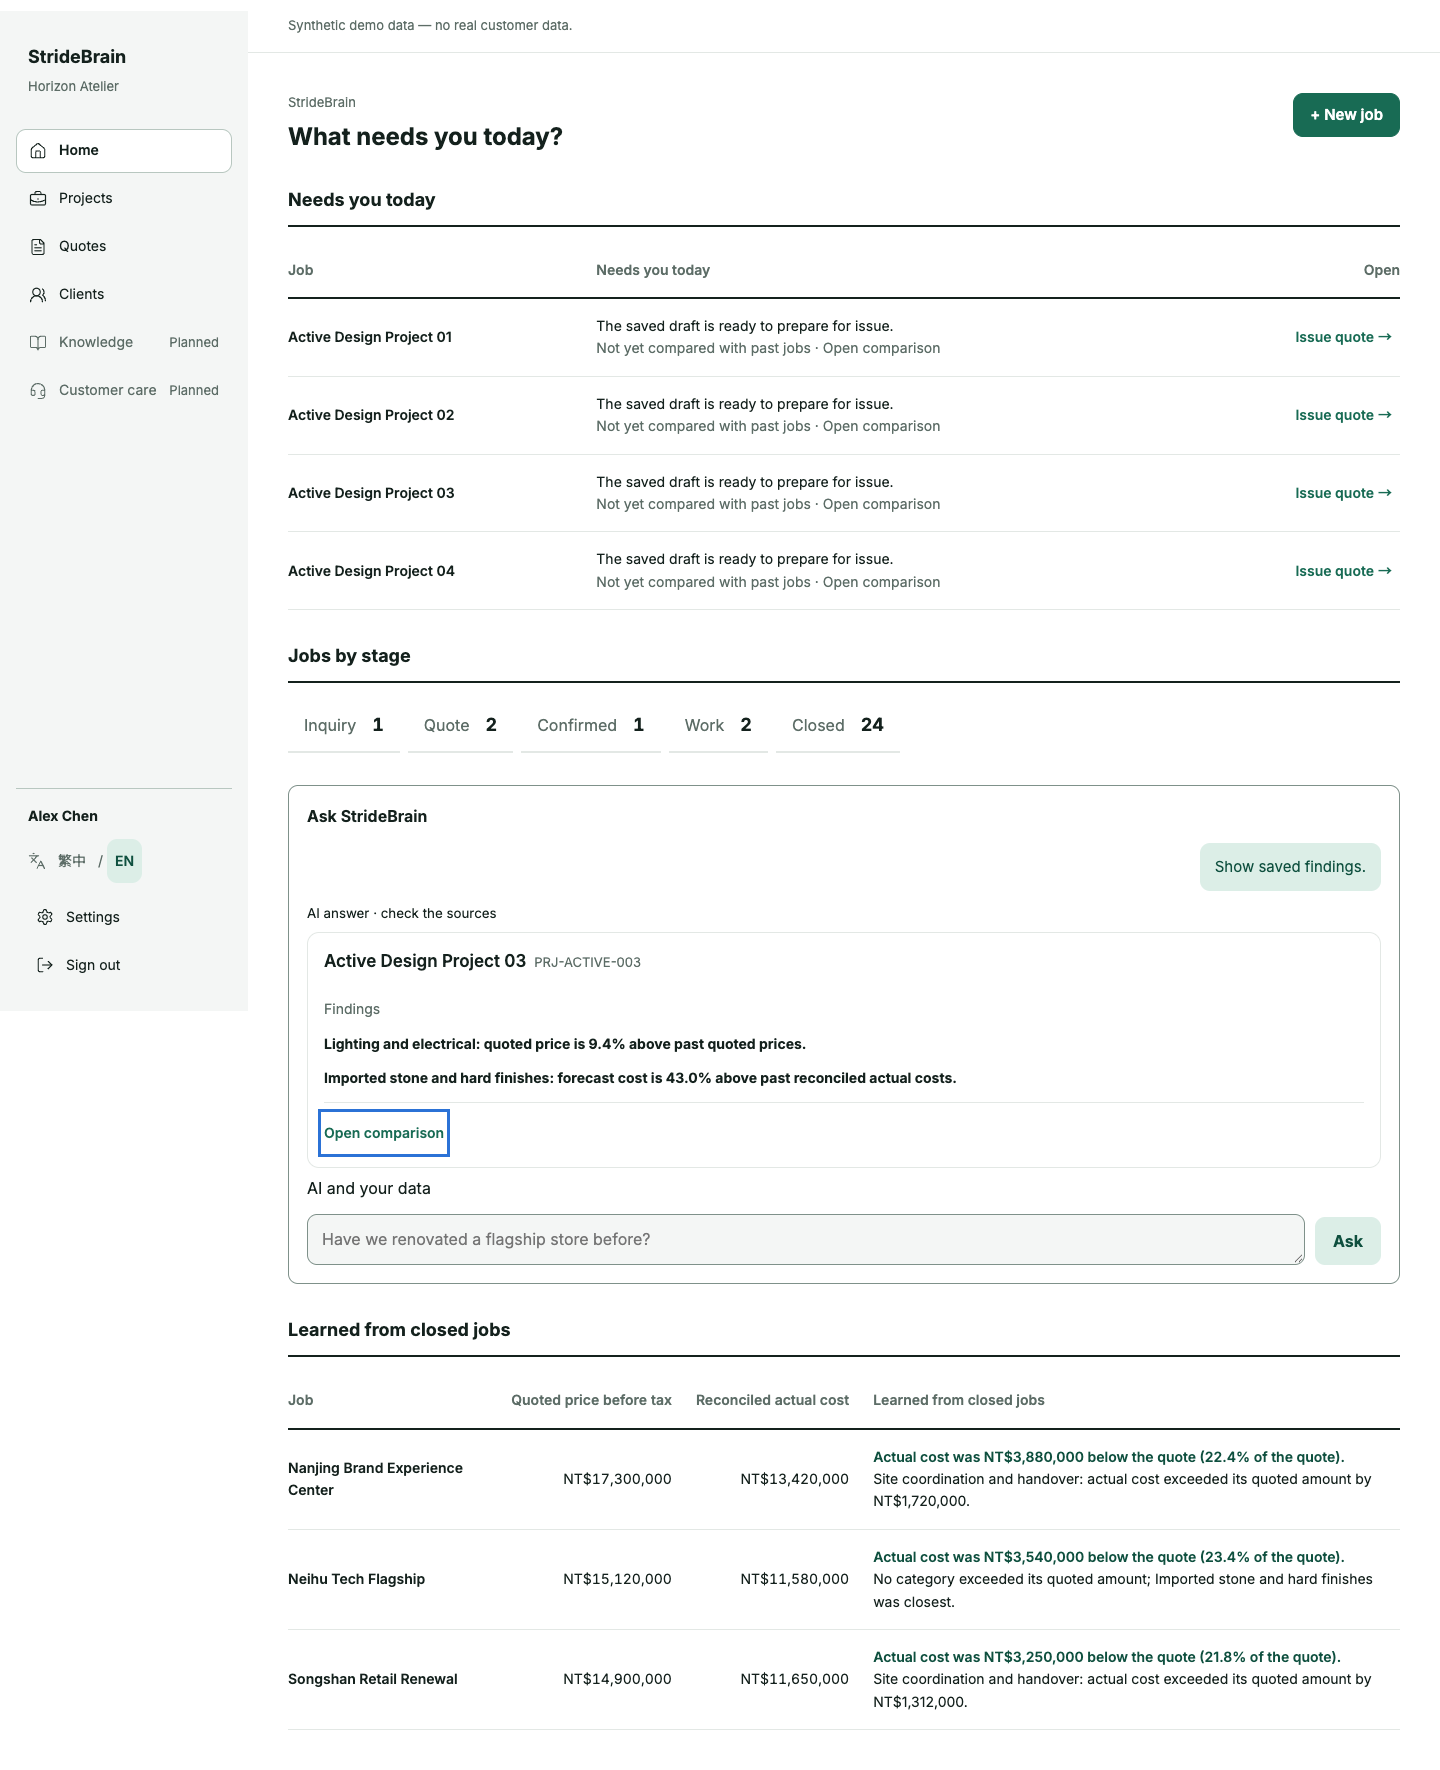 StrideBrain
Horizon Atelier
Home
Projects
Quotes
Clients
Knowledge Planned
Customer care Planned
Alex Chen
繁中 / EN
Settings
Sign out
Synthetic demo data — no real customer data.
StrideBrain
What needs you today?
+ New job
Needs you today
Job Needs you today Open
Active Design Project 01
The saved draft is ready to prepare for issue.
Not yet compared with past jobs · Open comparison
Issue quote →
Active Design Project 02
The saved draft is ready to prepare for issue.
Not yet compared with past jobs · Open comparison
Issue quote →
Active Design Project 03
The saved draft is ready to prepare for issue.
Not yet compared with past jobs · Open comparison
Issue quote →
Active Design Project 04
The saved draft is ready to prepare for issue.
Not yet compared with past jobs · Open comparison
Issue quote →
Jobs by stage
Inquiry 1 Quote 2 Confirmed 1 Work 2 Closed 24
Ask StrideBrain
Show saved findings.
AI answer · check the sources
Active Design Project 03 PRJ-ACTIVE-003
Findings
Lighting and electrical: quoted price is 9.4% above past quoted prices.
Imported stone and hard finishes: forecast cost is 43.0% above past reconciled actual costs.
Open comparison
AI and your data
Have we renovated a flagship store before?
Ask
Learned from closed jobs
Job Quoted price before tax Reconciled actual cost Learned from closed jobs
Nanjing Brand Experience
Center
NT$17,300,000 NT$13,420,000
Actual cost was NT$3,880,000 below the quote (22.4% of the quote).
Site coordination and handover: actual cost exceeded its quoted amount by
NT$1,720,000.
Neihu Tech Flagship
NT$15,120,000 NT$11,580,000
Actual cost was NT$3,540,000 below the quote (23.4% of the quote).
No category exceeded its quoted amount; Imported stone and hard finishes
was closest.
Songshan Retail Renewal
NT$14,900,000 NT$11,650,000
Actual cost was NT$3,250,000 below the quote (21.8% of the quote).
Site coordination and handover: actual cost exceeded its quoted amount by
NT$1,312,000.